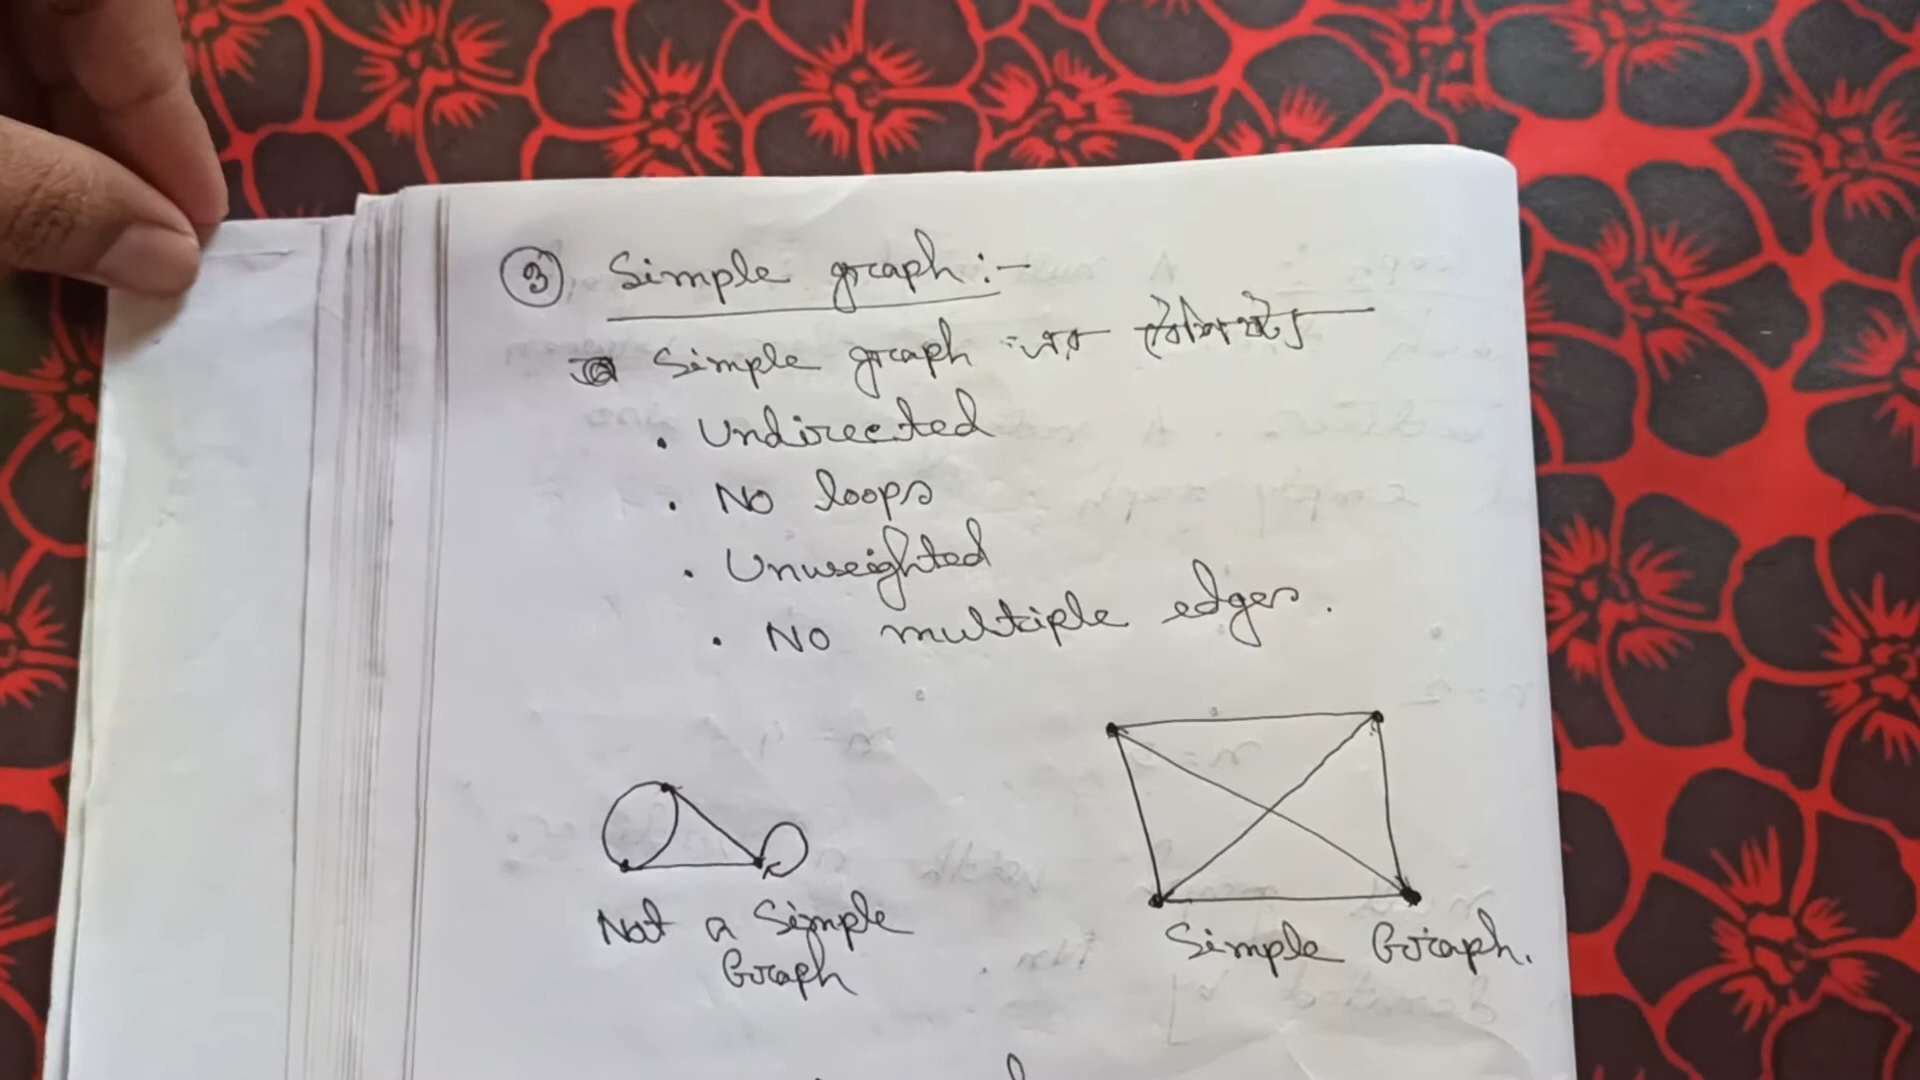 ③ Simple graph:-
Simple graph এর বৈশিষ্ট্য
• Undirected
• No loops
• Unweighted
• No multiple edges.
Not a Simple
Graph
Simple Graph.